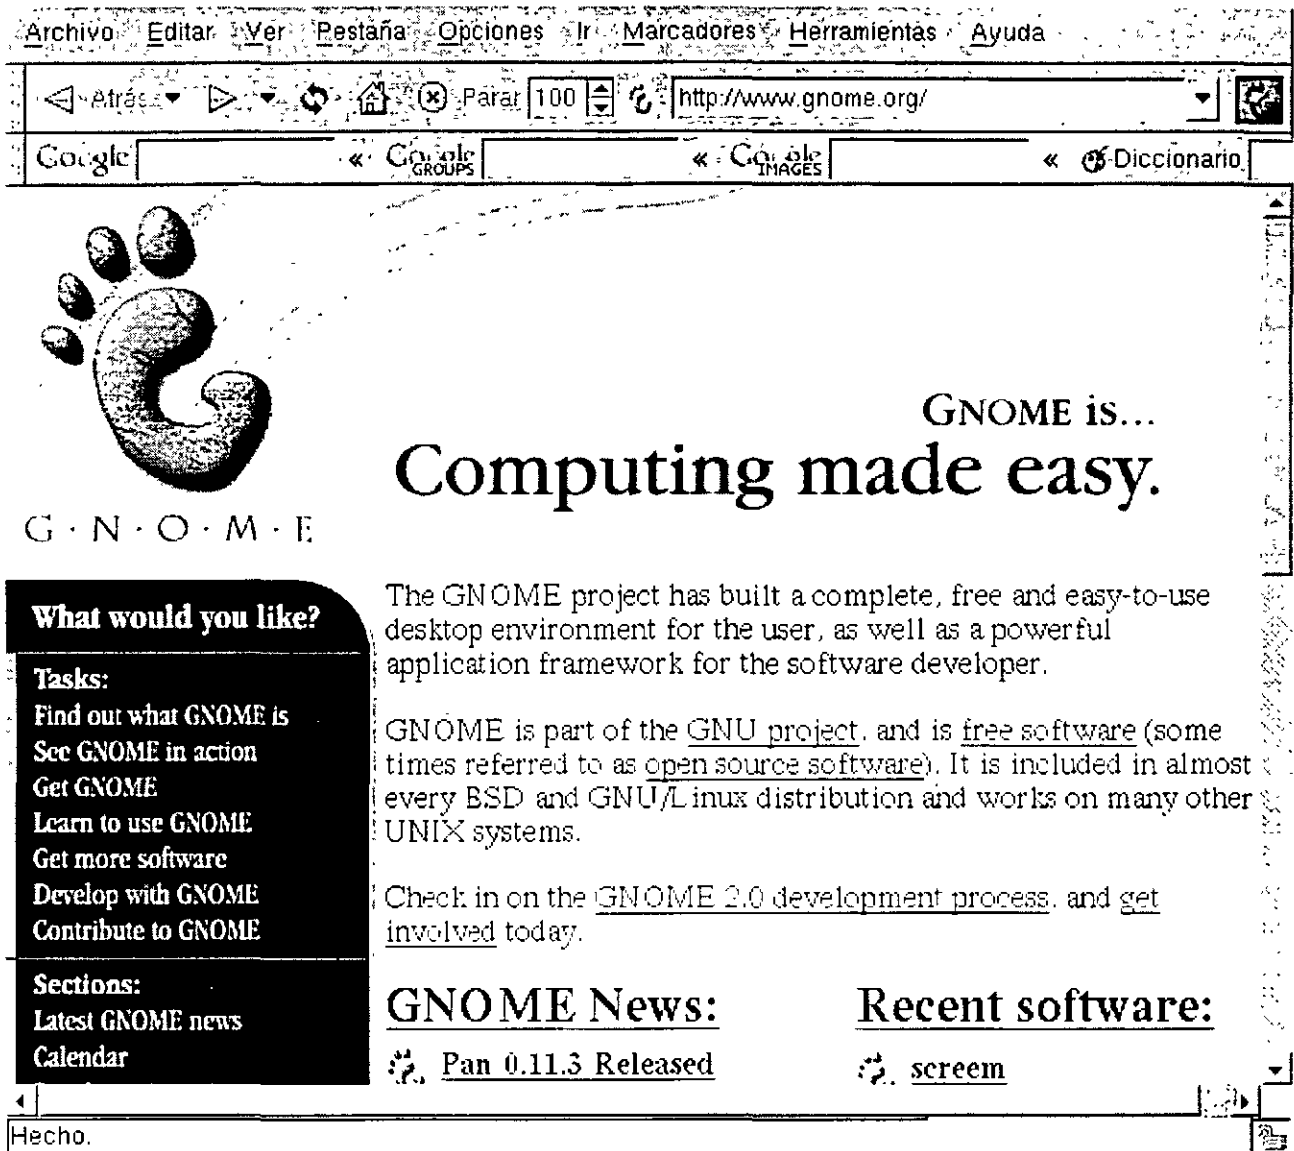 Archivo Editar Ver Pestaña Opciones Ir Marcadores Herramientas Ayuda
Atrás Parar 100 http://www.gnome.org/
Google « Google GROUPS « Google IMAGES « Diccionario
GNOME is...
Computing made easy.
G·N·O·M·E
What would you like?
Tasks:
Find out what GNOME is
See GNOME in action
Get GNOME
Learn to use GNOME
Get more software
Develop with GNOME
Contribute to GNOME
Sections:
Latest GNOME news
Calendar
The GNOME project has built a complete, free and easy-to-use
desktop environment for the user, as well as a powerful
application framework for the software developer.
GNOME is part of the GNU project, and is free software (some
times referred to as open source software). It is included in almost
every BSD and GNU/Linux distribution and works on many other
UNIX systems.
Check in on the GNOME 2.0 development process, and get
involved today.
GNOME News:
Pan 0.11.3 Released
Recent software:
screem
Hecho.